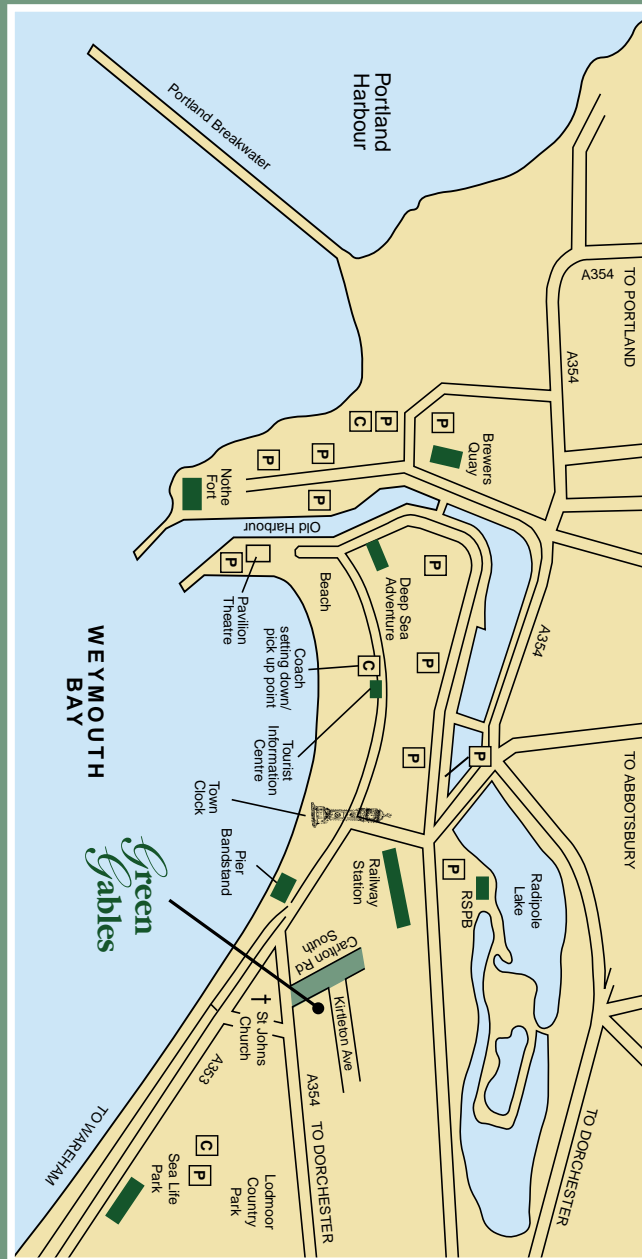 Portland
Harbour
Portland Breakwater
A354
TO PORTLAND
A354
P
C
P
P
P
P
Brewers
Quay
Nothe
Fort
Old Harbour
P
Pavilion
Theatre
Beach
Deep Sea
Adventure
P
A354
Coach
setting down/
pick up point
C
P
Tourist
Information
Centre
WEYMOUTH
BAY
P
P
TO ABBOTSBURY
Town
Clock
Pier
Bandstand
Railway
Station
P
RSPB
Radipole
Lake
Green
Gables
Carlton Rd
South
Kirtleton Ave
St Johns
Church
A353
A354
TO DORCHESTER
TO DORCHESTER
TO WAREHAM
C
P
Sea Life
Park
Lodmoor
Country
Park